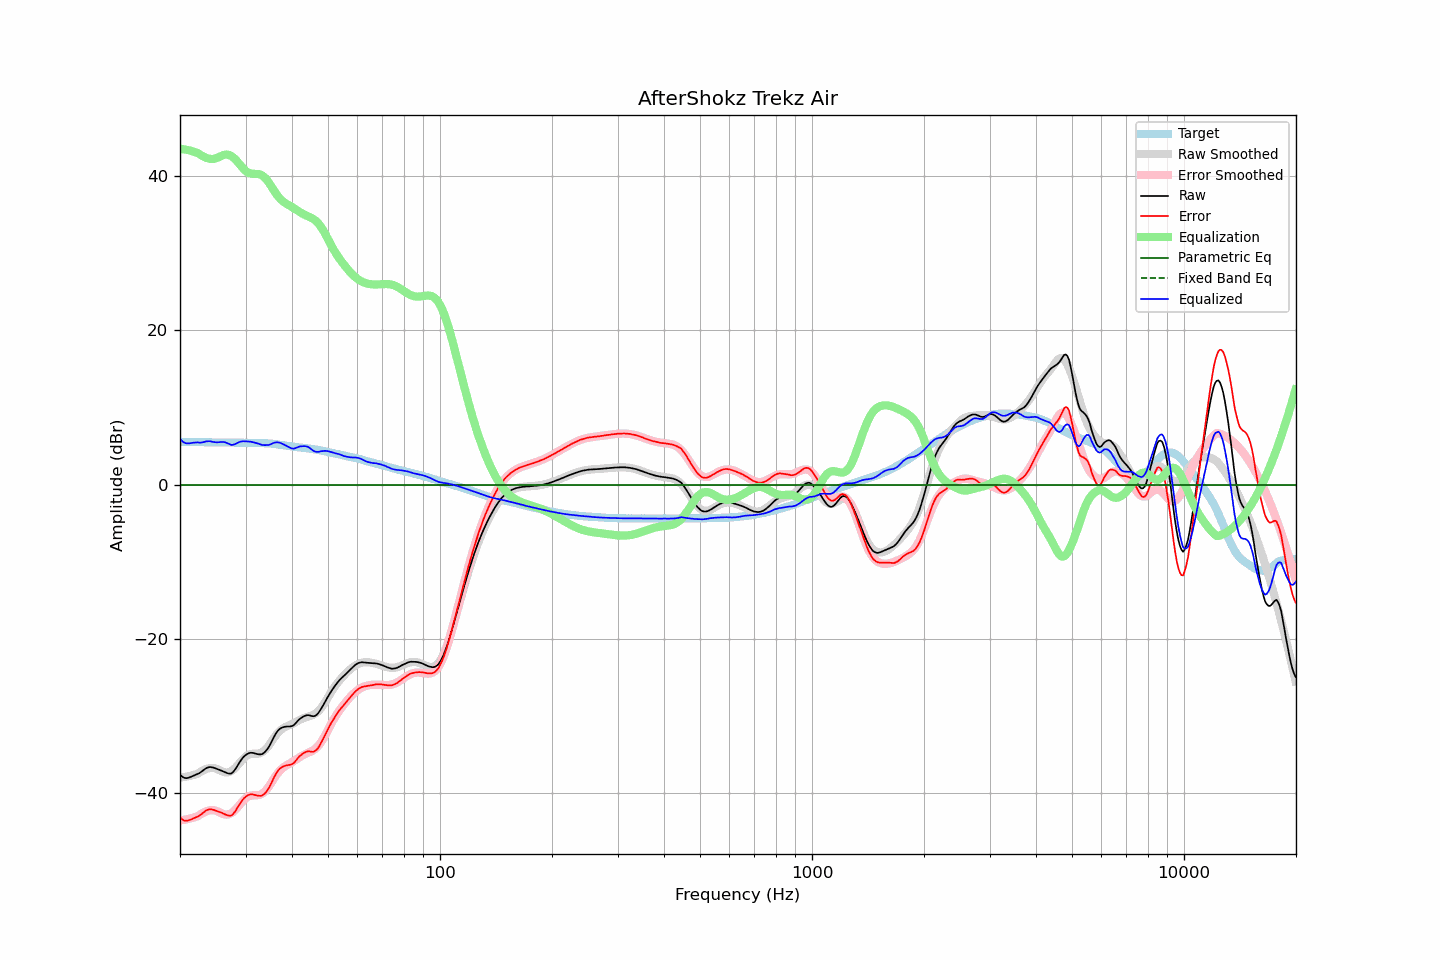 AfterShokz Trekz Air
Target
Raw Smoothed
Error Smoothed
Raw
Error
Equalization
Parametric Eq
Fixed Band Eq
Equalized
40
20
0
−20
−40
Amplitude (dBr)
100
1000
10000
Frequency (Hz)